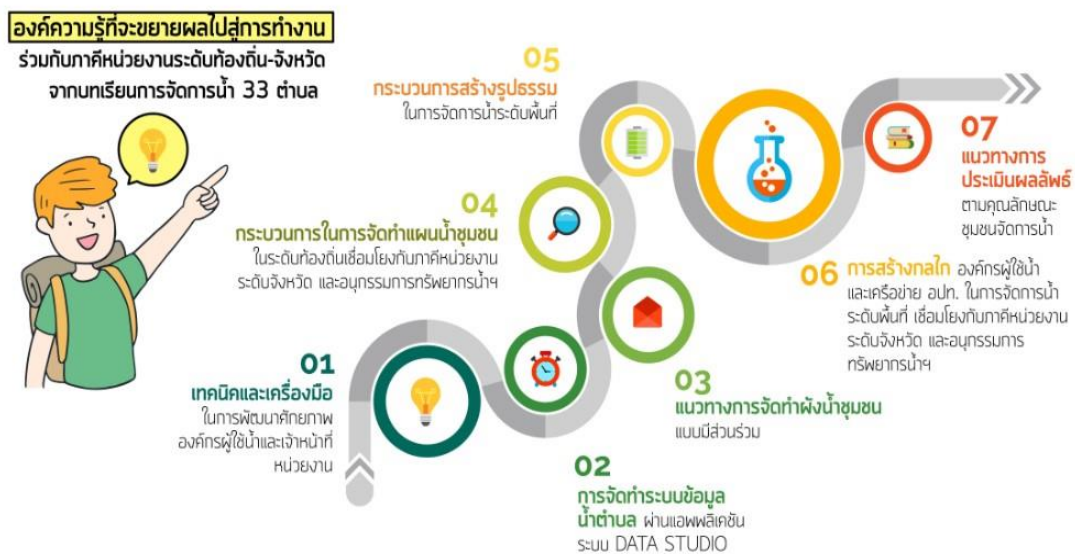 องค์ความรู้ที่จะขยายผลไปสู่การทำงาน
ร่วมกับภาคีหน่วยงานระดับท้องถิ่น-จังหวัด
จากบทเรียนการจัดการน้ำ 33 ตำบล
01
เทคนิคและเครื่องมือ
ในการพัฒนาศักยภาพ
องค์กรผู้ใช้น้ำและเจ้าหน้าที่
หน่วยงาน
02
การจัดทำระบบข้อมูล
น้ำตำบล ผ่านแอพพลิเคชัน
ระบบ DATA STUDIO
03
แนวทางการจัดทำผังน้ำชุมชน
แบบมีส่วนร่วม
04
กระบวนการในการจัดทำแผนน้ำชุมชน
ในระดับท้องถิ่นเชื่อมโยงกับภาคีหน่วยงาน
ระดับจังหวัด และอนุกรรมการทรัพยากรน้ำฯ
05
กระบวนการสร้างรูปธรรม
ในการจัดการน้ำระดับพื้นที่
06 การสร้างกลไก องค์กรผู้ใช้น้ำ
และเครือข่าย อปท. ในการจัดการน้ำ
ระดับพื้นที่ เชื่อมโยงกับภาคีหน่วยงาน
ระดับจังหวัด และอนุกรรมการ
ทรัพยากรน้ำฯ
07
แนวทางการ
ประเมินผลลัพธ์
ตามคุณลักษณะ
ชุมชนจัดการน้ำ